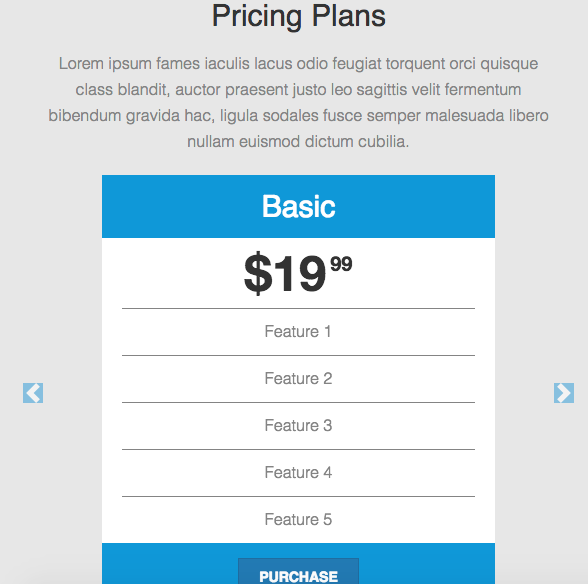 Pricing Plans
Lorem ipsum fames iaculis lacus odio feugiat torquent orci quisque
class blandit, auctor praesent justo leo sagittis velit fermentum
bibendum gravida hac, ligula sodales fusce semper malesuada libero
nullam euismod dictum cubilia.
Basic
$19 99
Feature 1
Feature 2
Feature 3
Feature 4
Feature 5
PURCHASE